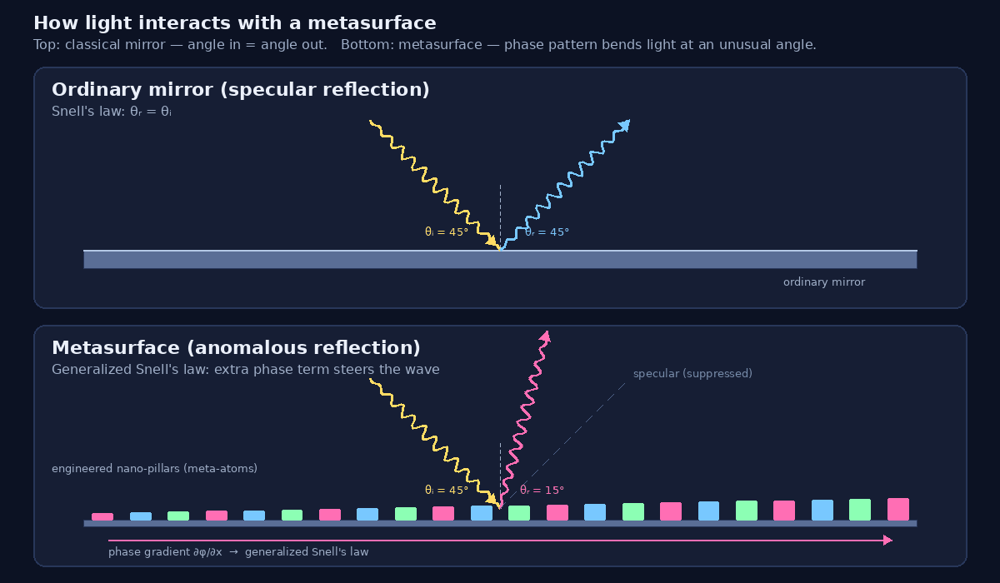 How light interacts with a metasurface
Top: classical mirror — angle in = angle out.   Bottom: metasurface — phase pattern bends light at an unusual angle.
Ordinary mirror (specular reflection)
Snell's law: θᵣ = θᵢ
θᵢ = 45°
θᵣ = 45°
ordinary mirror
Metasurface (anomalous reflection)
Generalized Snell's law: extra phase term steers the wave
specular (suppressed)
engineered nano-pillars (meta-atoms)
θᵢ = 45°
θᵣ = 15°
phase gradient ∂φ/∂x  →  generalized Snell's law